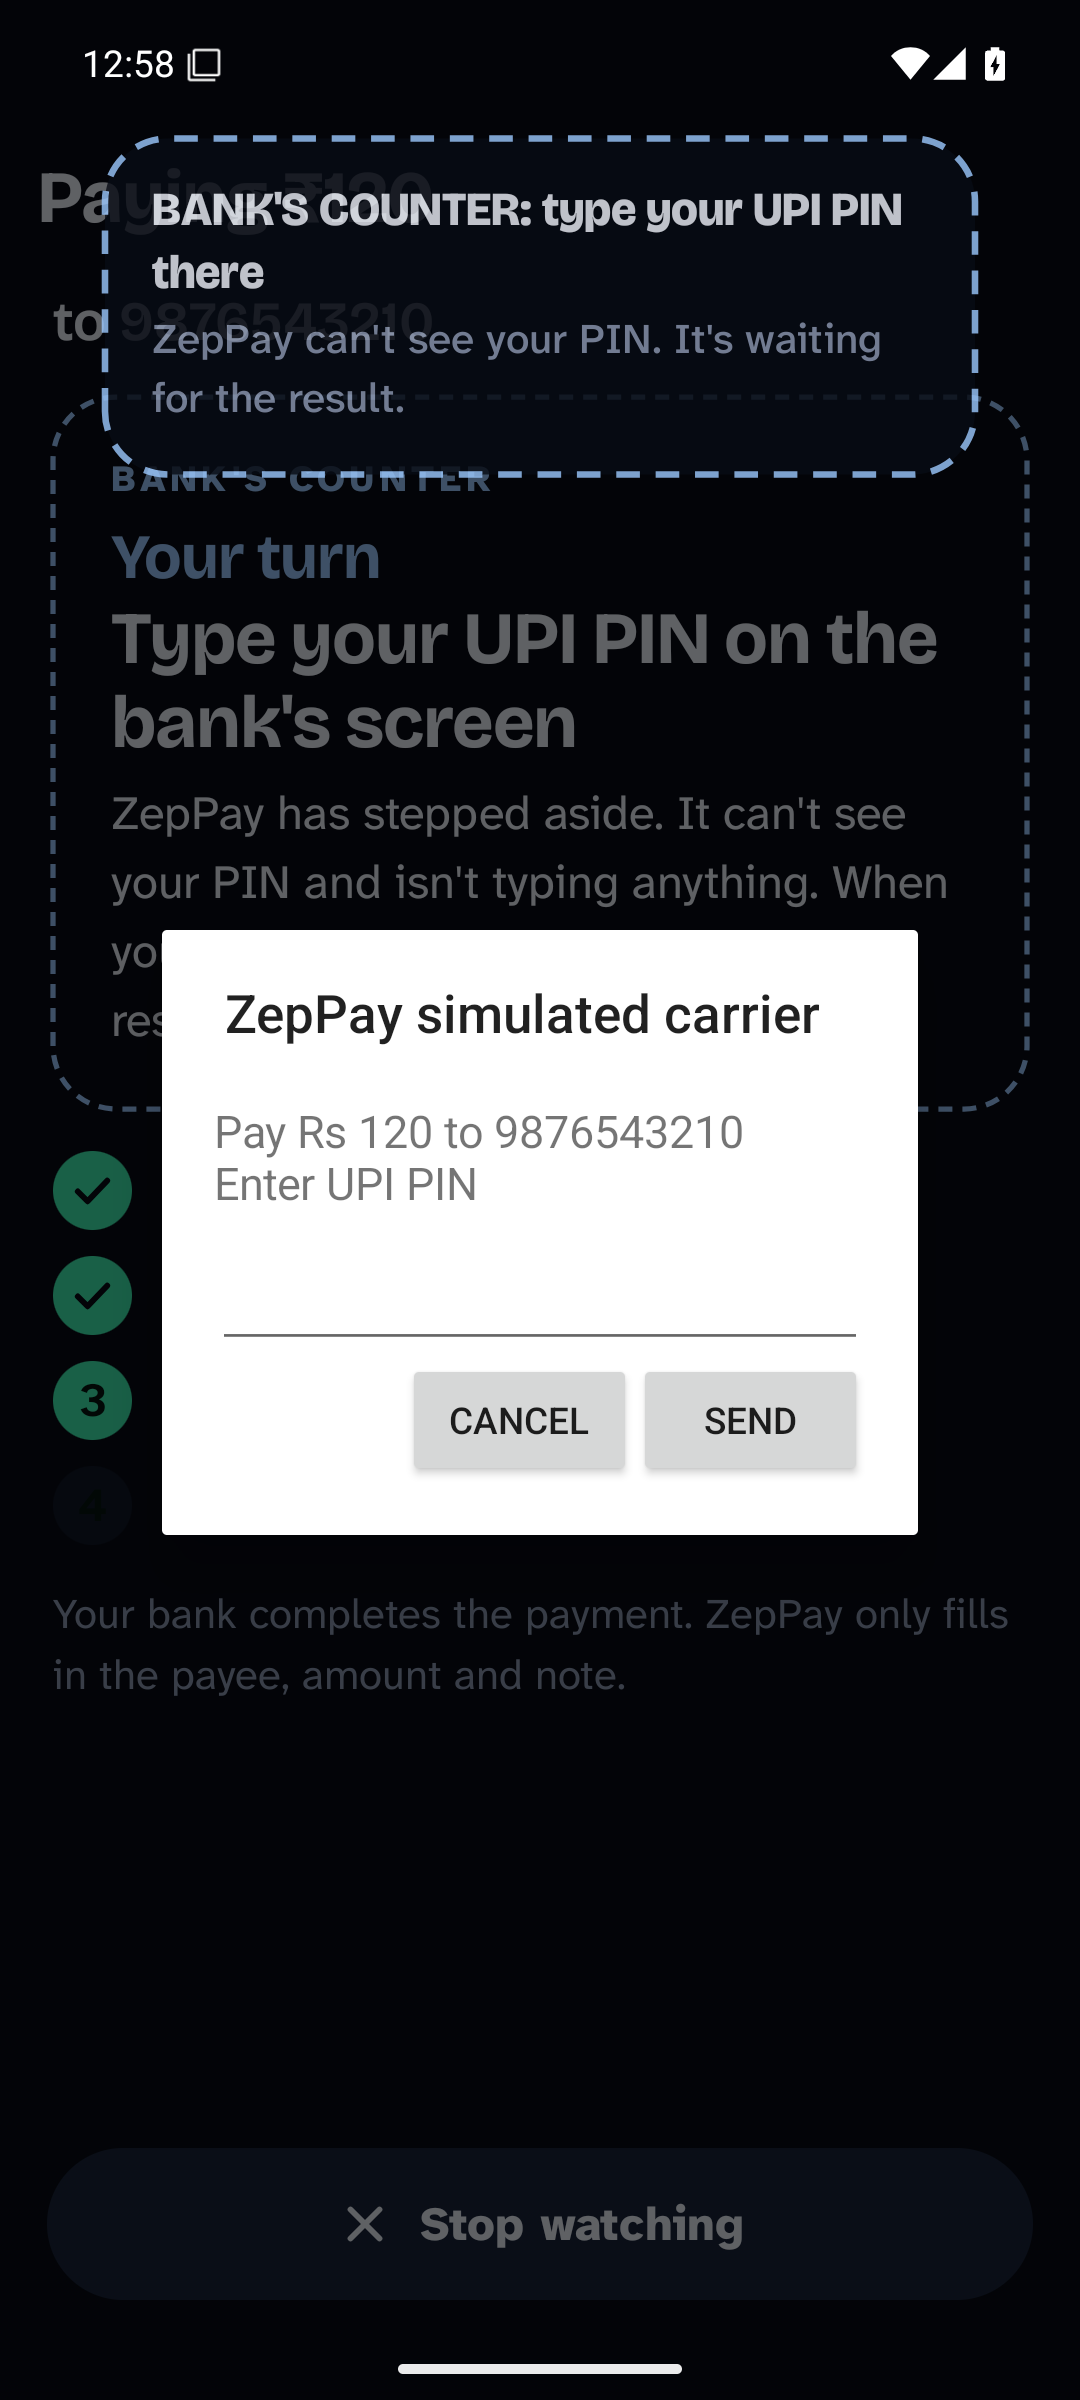 12:58
Paying ₹120
BANK'S COUNTER: type your UPI PIN
there
to 9876543210
ZepPay can't see your PIN. It's waiting
for the result.
BANK'S COUNTER
Your turn
Type your UPI PIN on the
bank's screen
ZepPay has stepped aside. It can't see
your PIN and isn't typing anything. When
ZepPay simulated carrier
Pay Rs 120 to 9876543210
Enter UPI PIN
3
CANCEL SEND
4
Your bank completes the payment. ZepPay only fills
in the payee, amount and note.
Stop watching